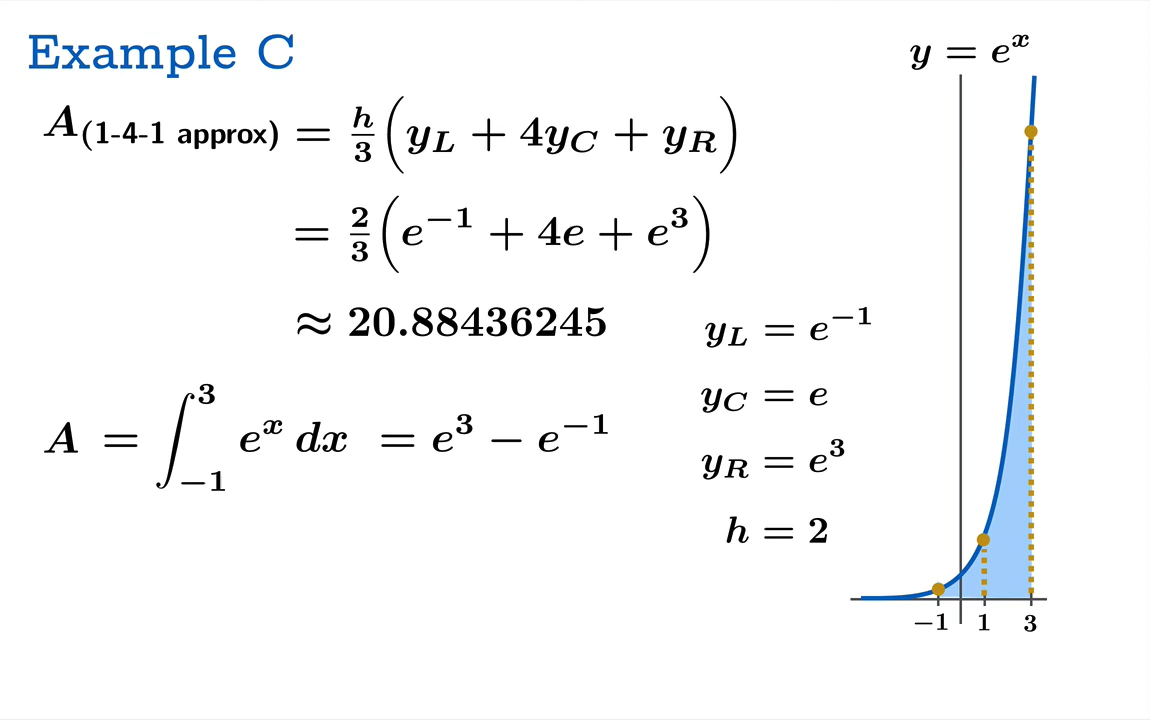 Example C
y = e^x
A_(1-4-1 approx) = h/3 (y_L + 4y_C + y_R)
= 2/3 (e^−1 + 4e + e^3)
≈ 20.88436245
A = ∫_−1^3 e^x dx = e^3 − e^−1
y_L = e^−1
y_C = e
y_R = e^3
h = 2
−1 1 3